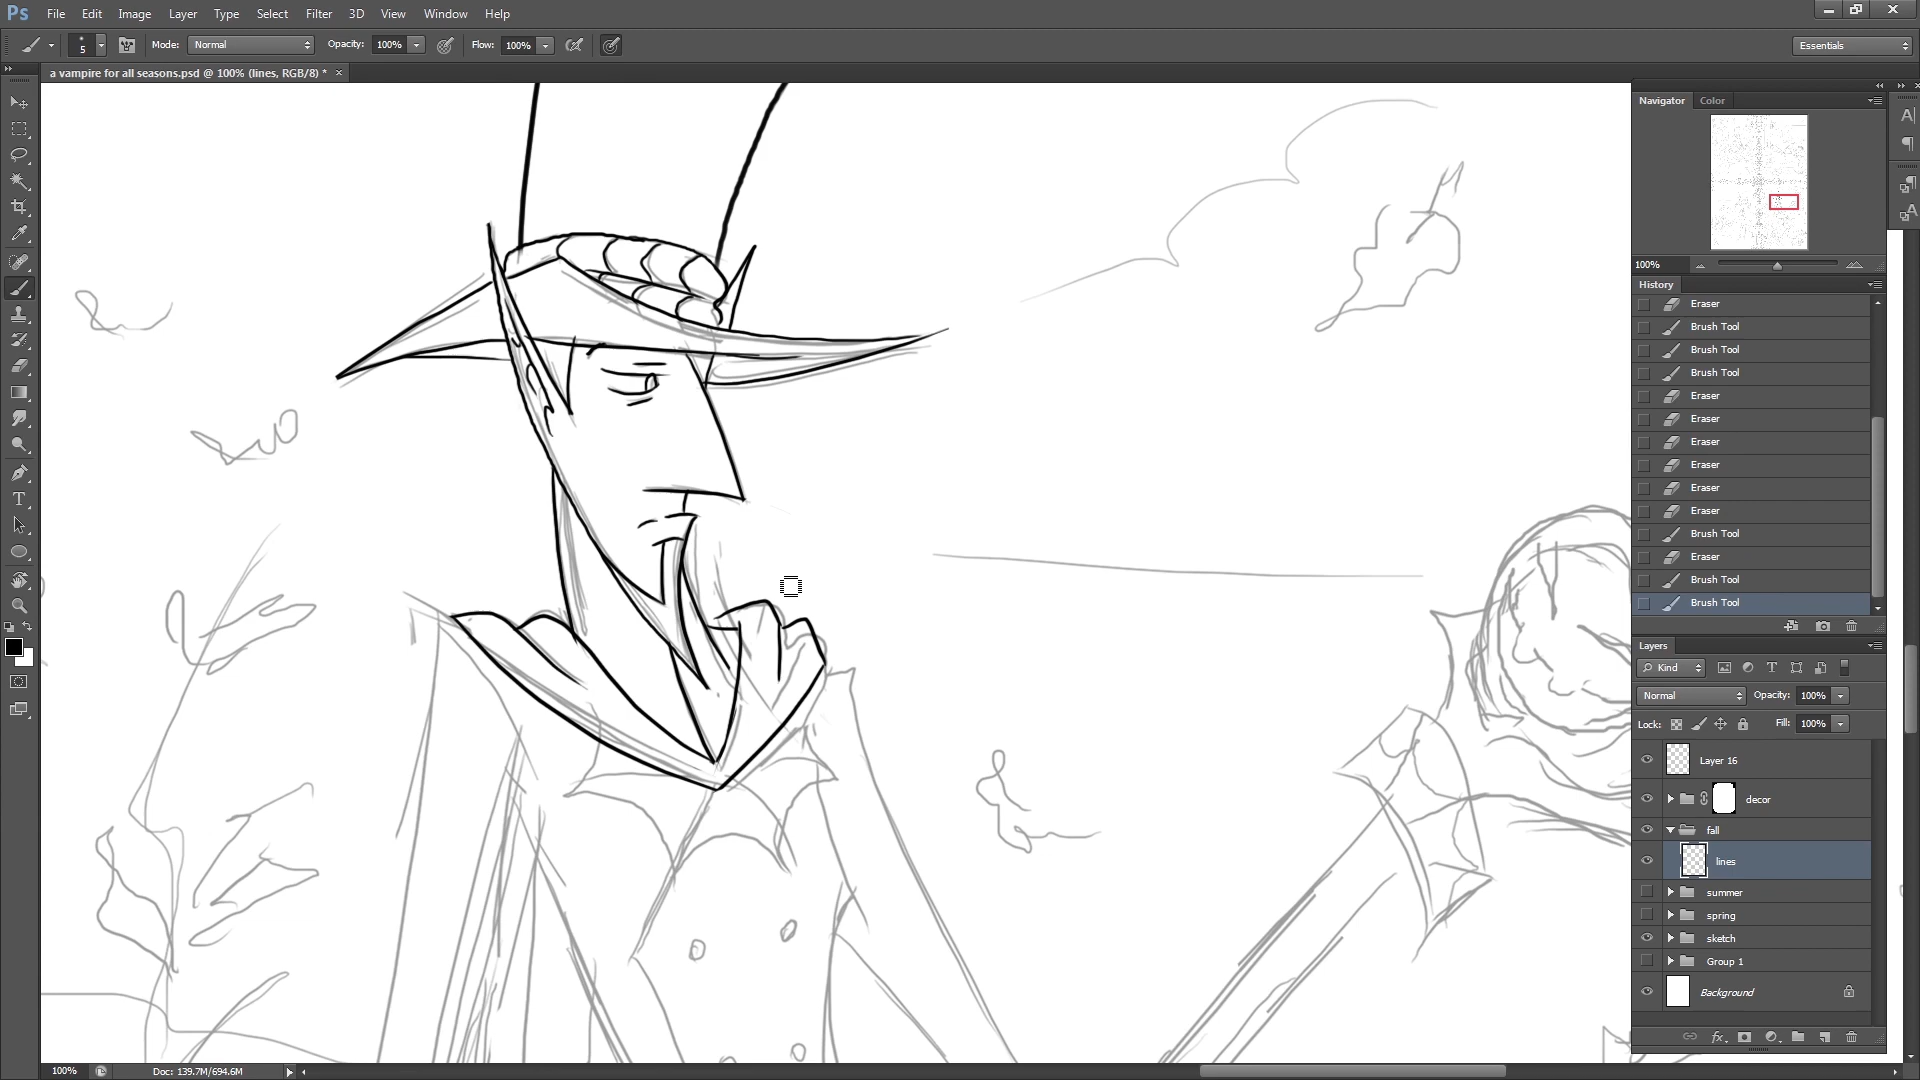 Ps File Edit Image Layer Type Select Filter 3D View Window Help
5 Mode: Normal Opacity: 100% Flow: 100% Essentials
a vampire for all seasons.psd @ 100% (lines, RGB/8) *
Navigator Color
100%
History
Eraser
Brush Tool
Brush Tool
Brush Tool
Eraser
Eraser
Eraser
Eraser
Eraser
Eraser
Brush Tool
Eraser
Brush Tool
Brush Tool
Layers
Kind
Normal Opacity: 100%
Lock: Fill: 100%
Layer 16
decor
fall
lines
summer
spring
sketch
Group 1
Background
100% Doc: 139.7M/694.6M